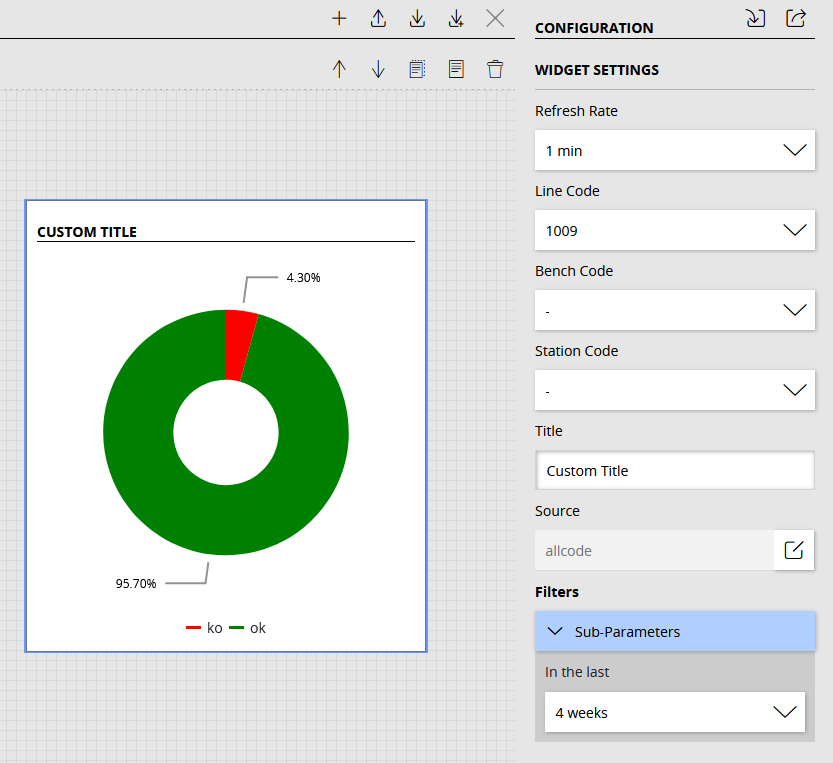 CONFIGURATION
WIDGET SETTINGS
Refresh Rate
1 min
Line Code
1009
Bench Code
-
Station Code
-
Title
Custom Title
Source
allcode
Filters
Sub-Parameters
In the last
4 weeks
CUSTOM TITLE
4.30%
95.70%
ko ok